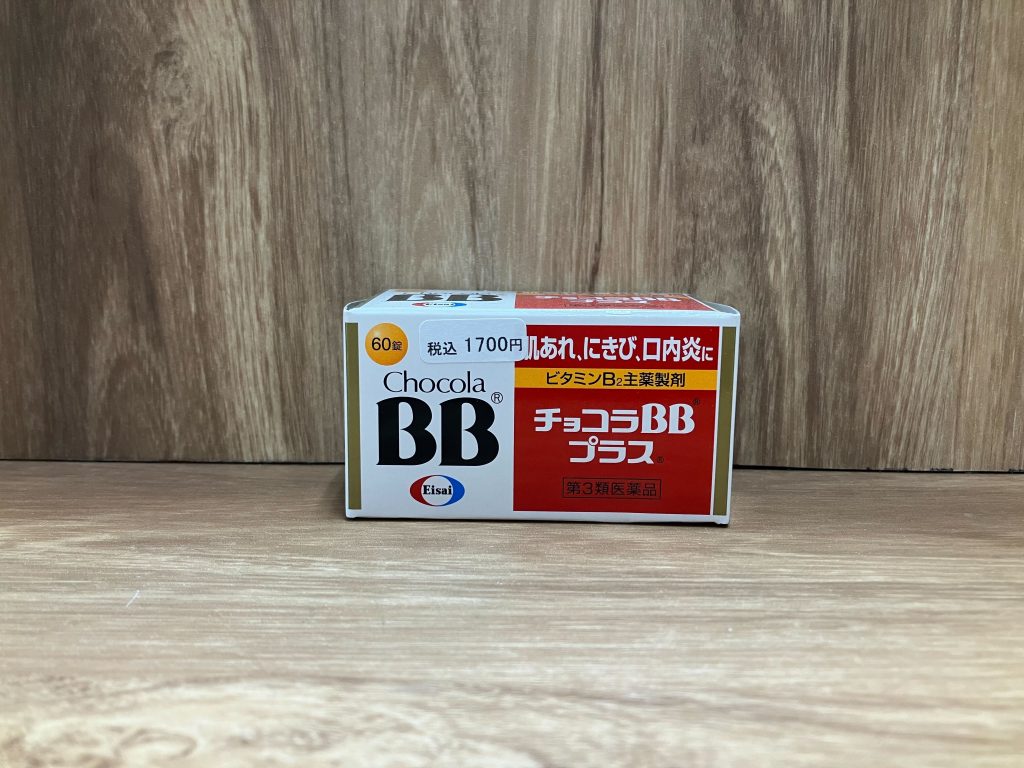 BB
60錠
税込 1700円
肌あれ、にきび、口内炎に
ビタミンB₂主薬製剤
Chocola
BB®
チョコラBB®
プラス®
Eisai
第3類医薬品